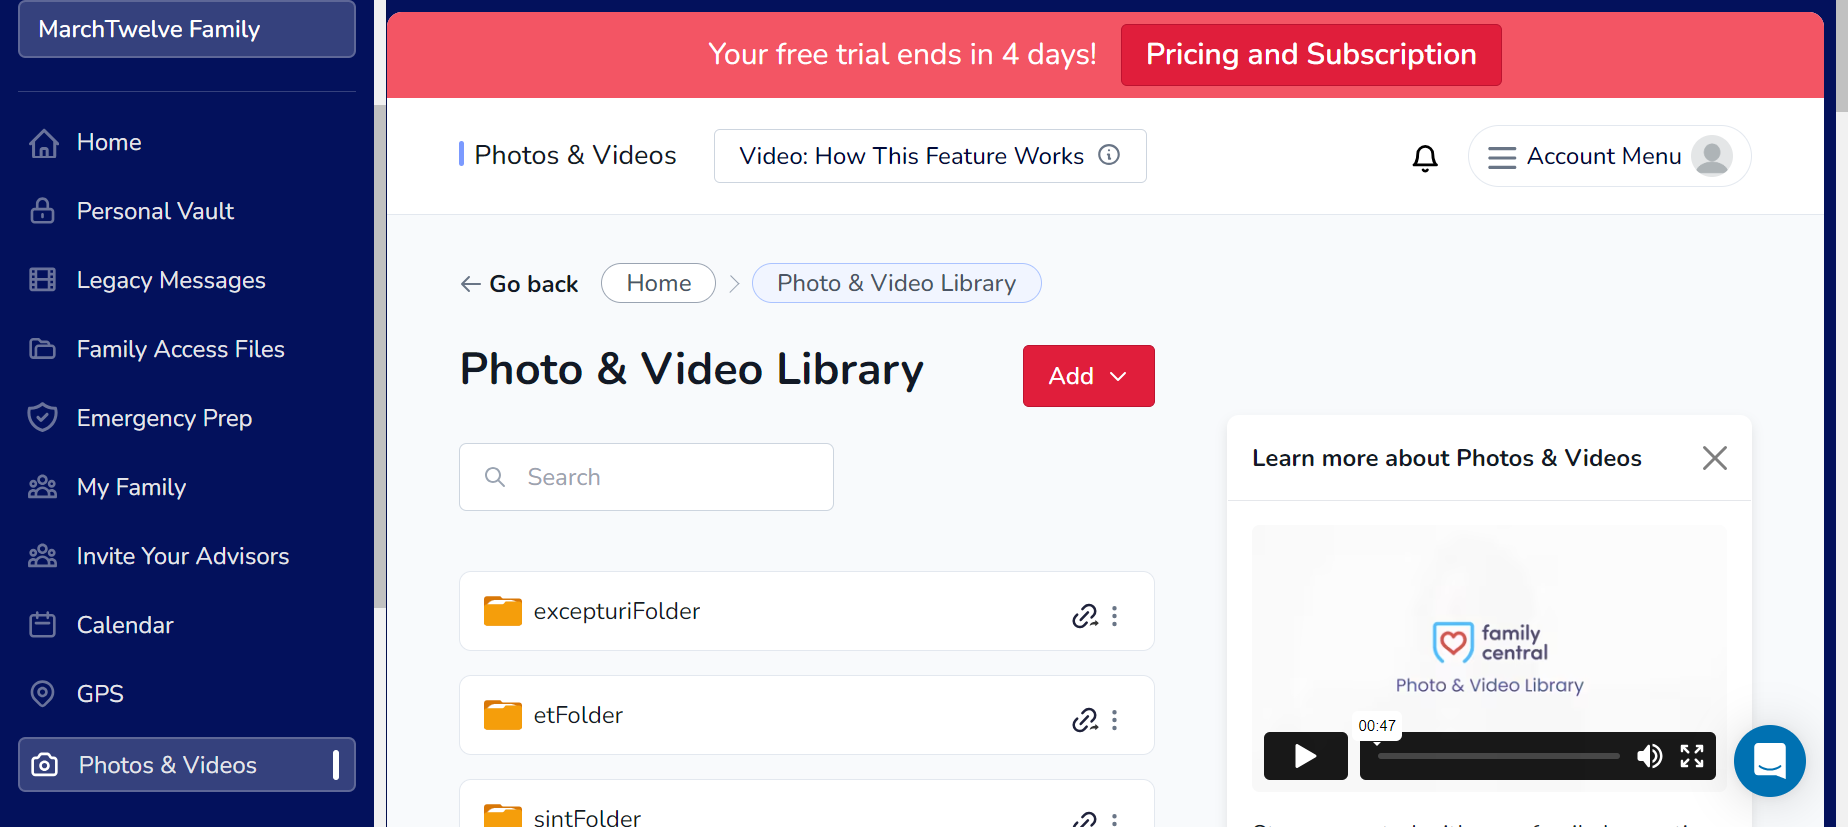 MarchTwelve Family
Home
Personal Vault
Legacy Messages
Family Access Files
Emergency Prep
My Family
Invite Your Advisors
Calendar
GPS
Photos & Videos
Your free trial ends in 4 days!
Pricing and Subscription
Photos & Videos
Video: How This Feature Works
Account Menu
Go back
Home
Photo & Video Library
Photo & Video Library
Add
Search
excepturiFolder
etFolder
sintFolder
Learn more about Photos & Videos
family
central
Photo & Video Library
00:47